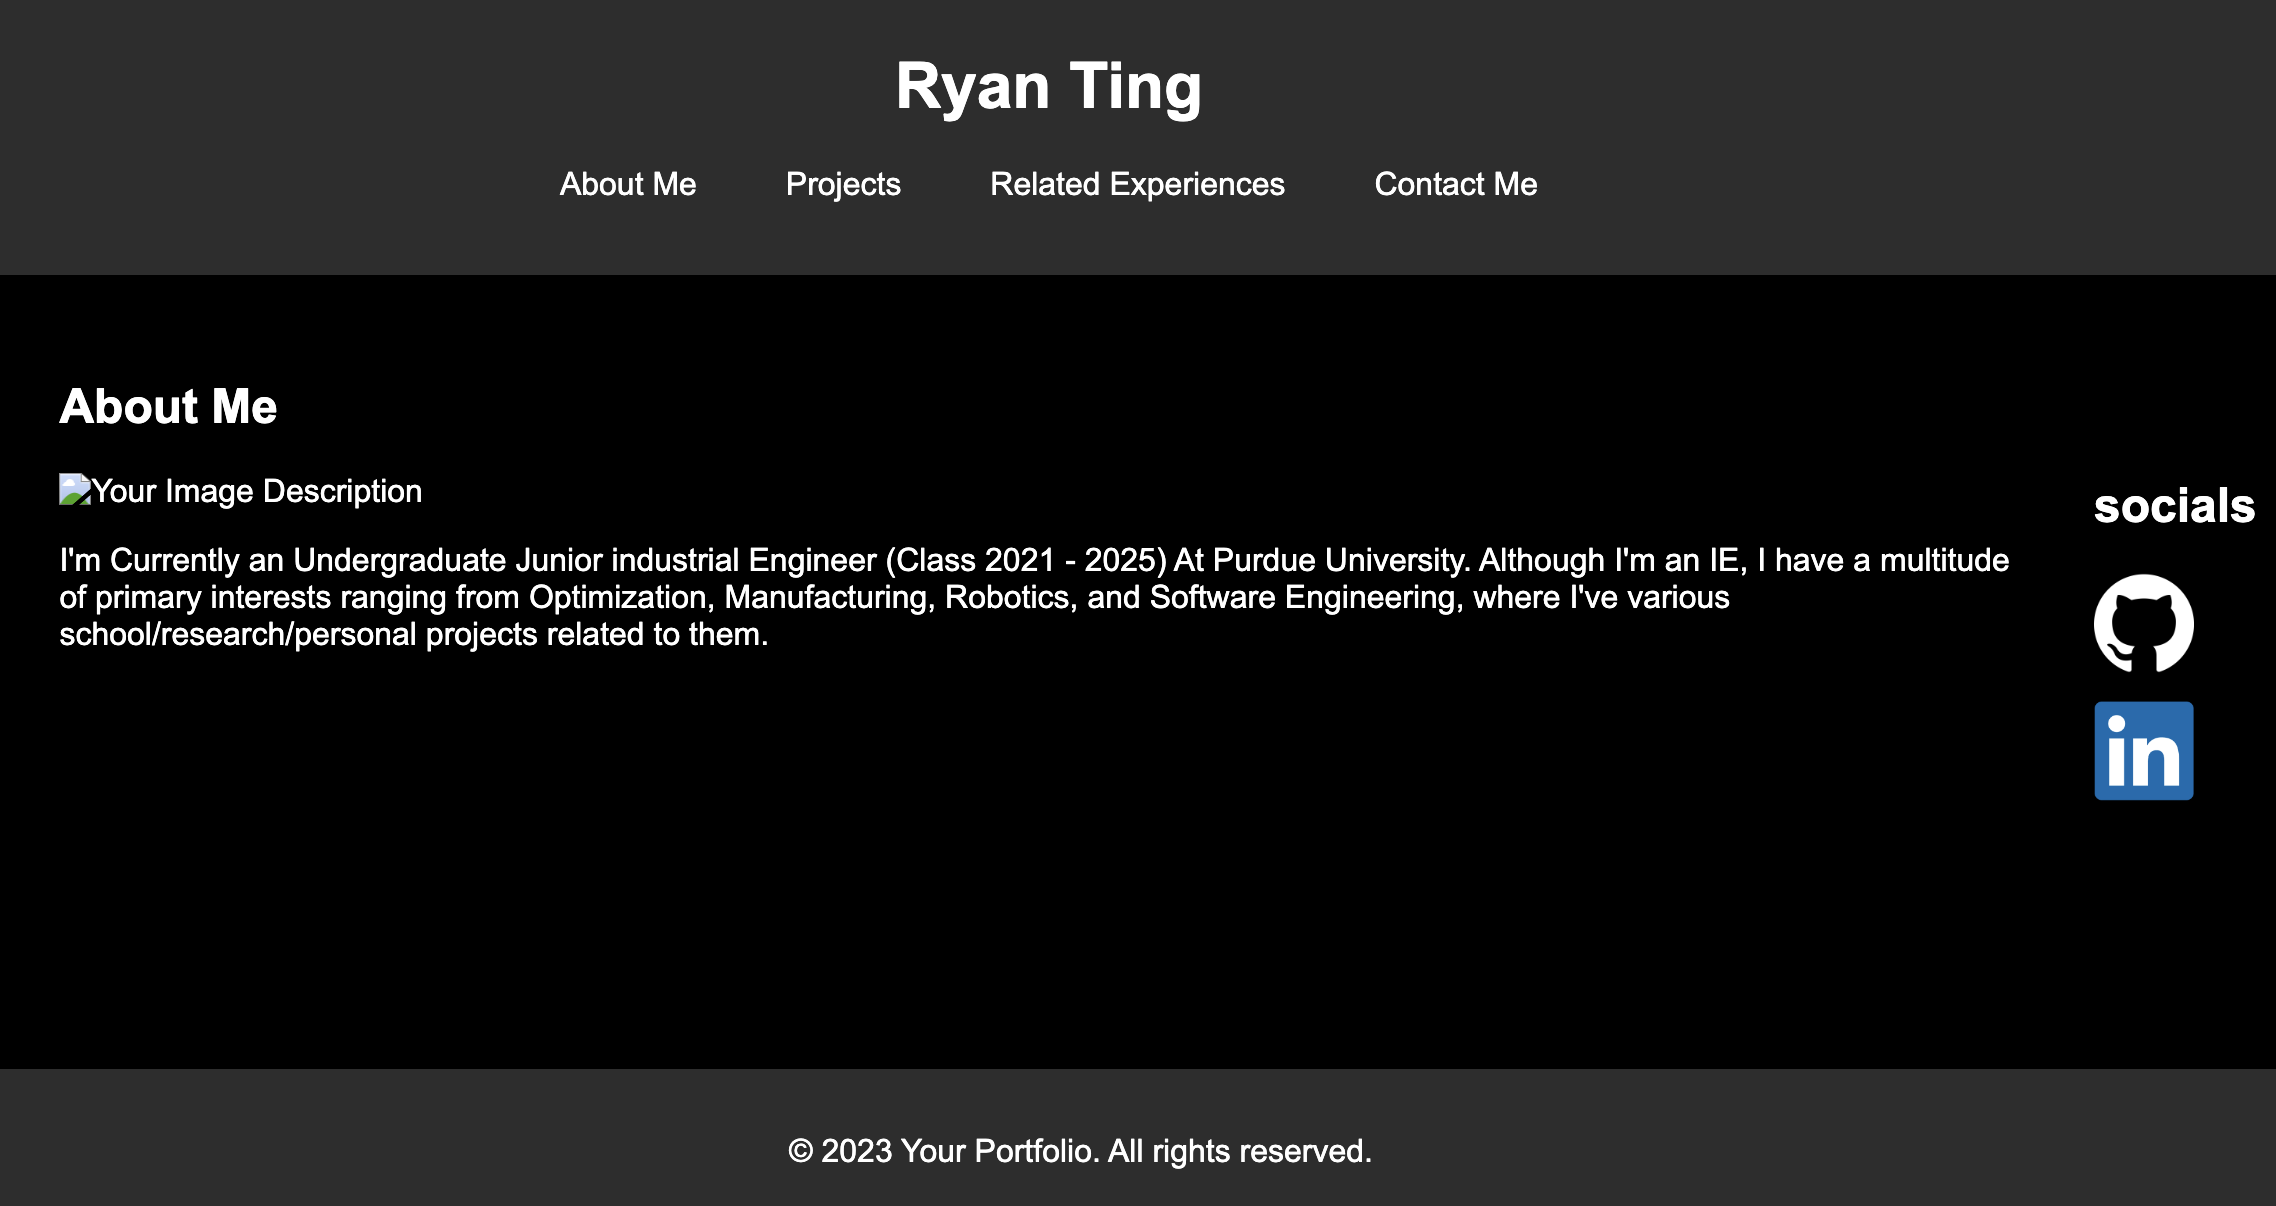 Ryan Ting
About Me Projects Related Experiences Contact Me
About Me
Your Image Description
I'm Currently an Undergraduate Junior industrial Engineer (Class 2021 - 2025) At Purdue University. Although I'm an IE, I have a multitude
of primary interests ranging from Optimization, Manufacturing, Robotics, and Software Engineering, where I've various
school/research/personal projects related to them.
socials
in
© 2023 Your Portfolio. All rights reserved.